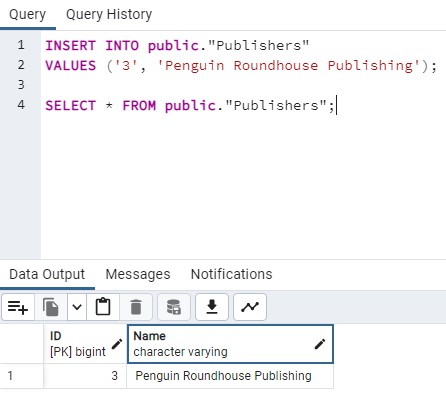 Query Query History
1 INSERT INTO public."Publishers"
2 VALUES ('3', 'Penguin Roundhouse Publishing');
3
4 SELECT * FROM public."Publishers";
Data Output Messages Notifications
ID Name
[PK] bigint character varying
1 3 Penguin Roundhouse Publishing